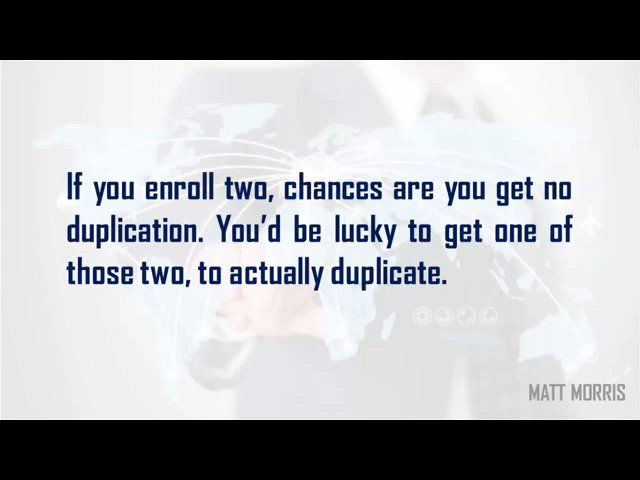 If you enroll two, chances are you get no
duplication. You'd be lucky to get one of
those two, to actually duplicate.
MATT MORRIS